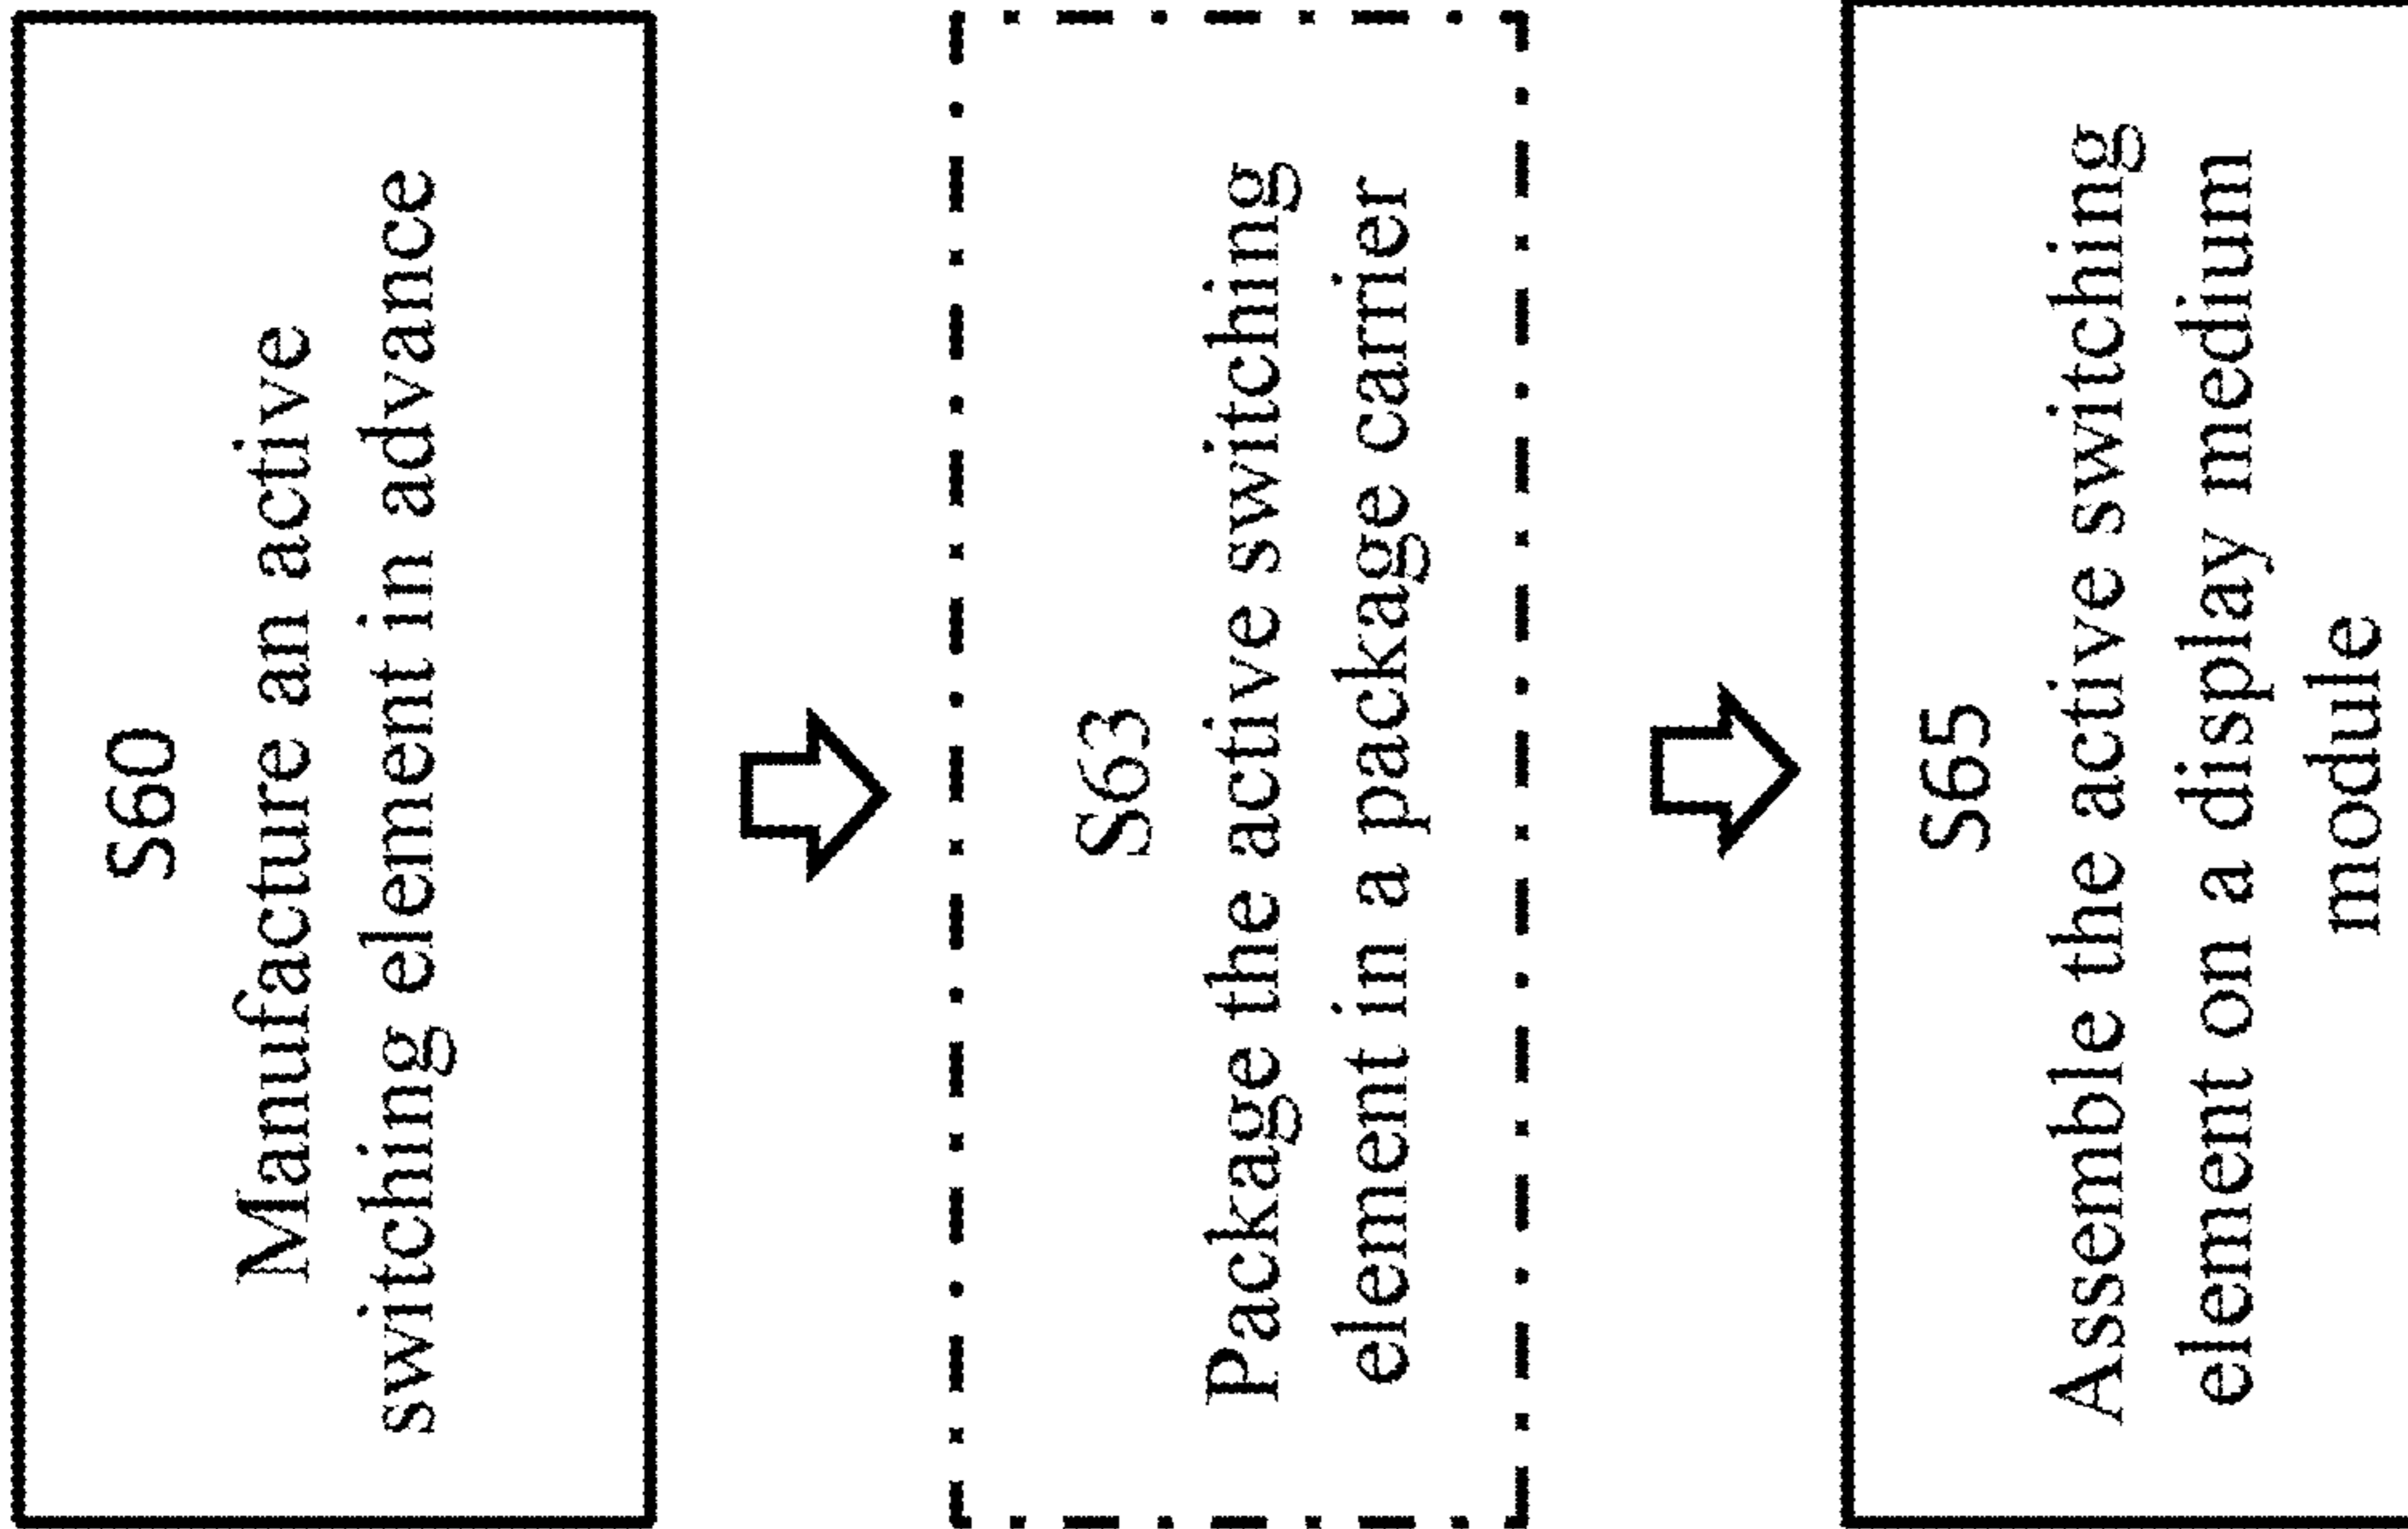 S60
Manufacture an active
switching element in advance
S63
Package the active switching
element in a package carrier
S65
Assemble the active switching
element on a display medium
module